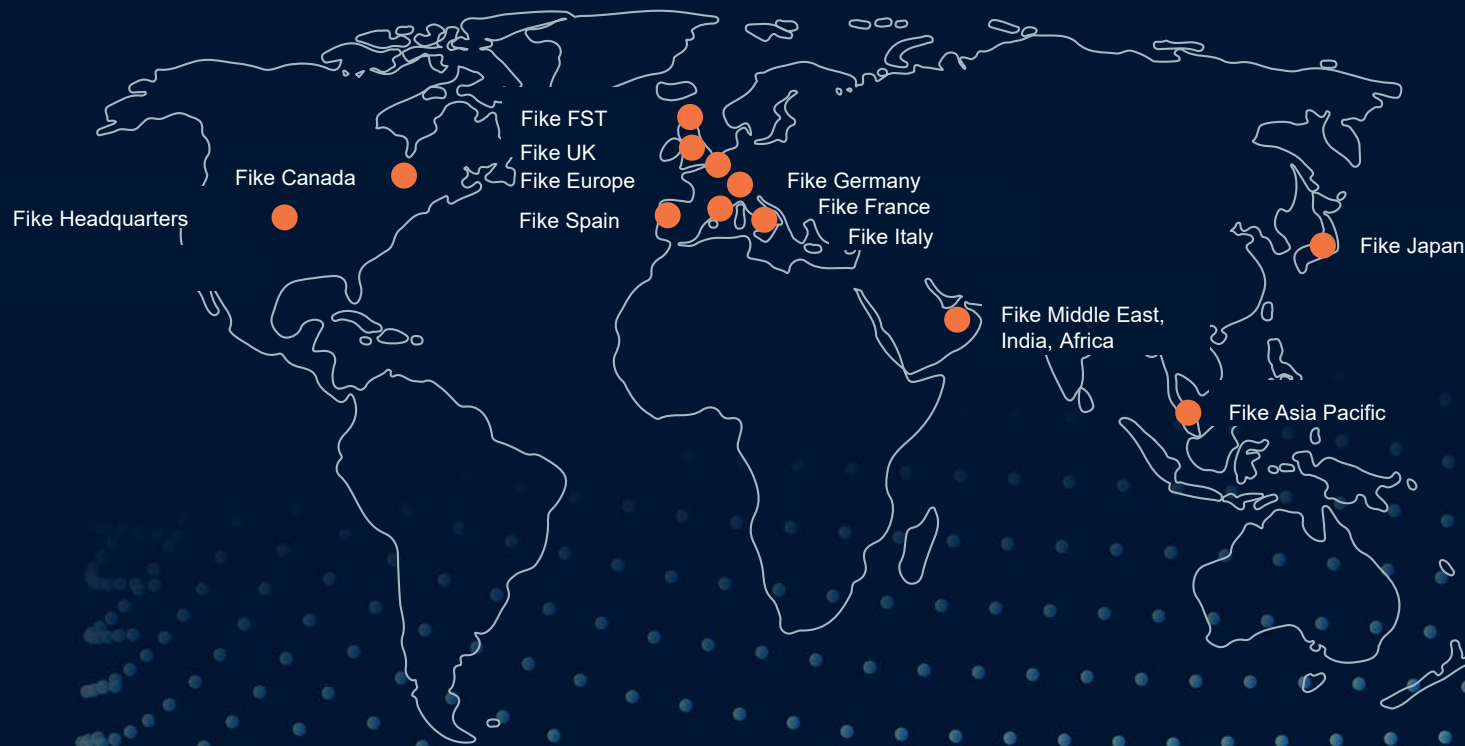 Fike FST
Fike UK
Fike Canada
Fike Europe
Fike Germany
Fike France
Fike Headquarters
Fike Spain
Fike Italy
Fike Japan
Fike Middle East,
India, Africa
Fike Asia Pacific